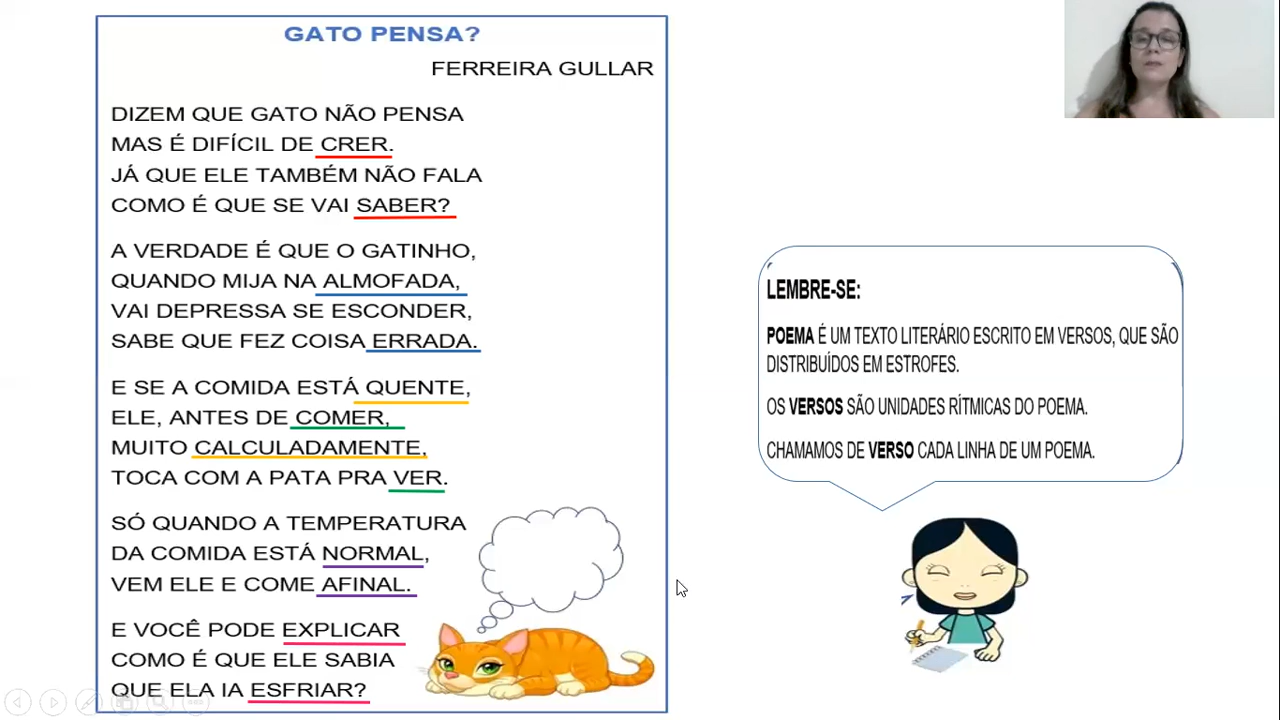 GATO PENSA?
FERREIRA GULLAR
DIZEM QUE GATO NÃO PENSA
MAS É DIFÍCIL DE CRER.
JÁ QUE ELE TAMBÉM NÃO FALA
COMO É QUE SE VAI SABER?
A VERDADE É QUE O GATINHO,
QUANDO MIJA NA ALMOFADA,
VAI DEPRESSA SE ESCONDER,
SABE QUE FEZ COISA ERRADA.
E SE A COMIDA ESTÁ QUENTE,
ELE, ANTES DE COMER,
MUITO CALCULADAMENTE,
TOCA COM A PATA PRA VER.
SÓ QUANDO A TEMPERATURA
DA COMIDA ESTÁ NORMAL,
VEM ELE E COME AFINAL.
E VOCÊ PODE EXPLICAR
COMO É QUE ELE SABIA
QUE ELA IA ESFRIAR?
LEMBRE-SE:
POEMA É UM TEXTO LITERÁRIO ESCRITO EM VERSOS, QUE SÃO
DISTRIBUÍDOS EM ESTROFES.
OS VERSOS SÃO UNIDADES RÍTMICAS DO POEMA.
CHAMAMOS DE VERSO CADA LINHA DE UM POEMA.